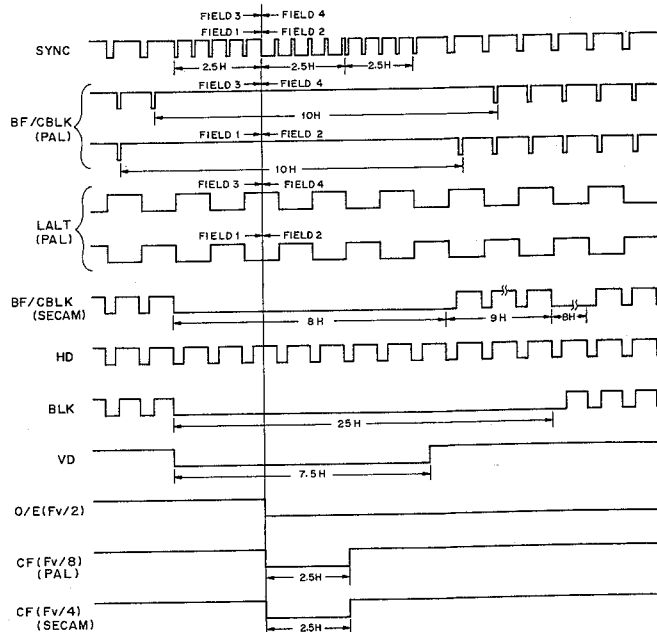 FIELD 3 FIELD 4
FIELD 1 FIELD 2
SYNC
2.5H 2.5H 2.5H
FIELD 3 FIELD 4
BF/CBLK
(PAL)
10H
FIELD 1 FIELD 2
10H
FIELD 3 FIELD 4
LALT
(PAL)
FIELD 1 FIELD 2
BF/CBLK
(SECAM)
8H 9H 8H
HD
BLK
25H
VD
7.5H
O/E(Fv/2)
CF(Fv/8)
(PAL)
2.5H
CF(Fv/4)
(SECAM)
2.5H